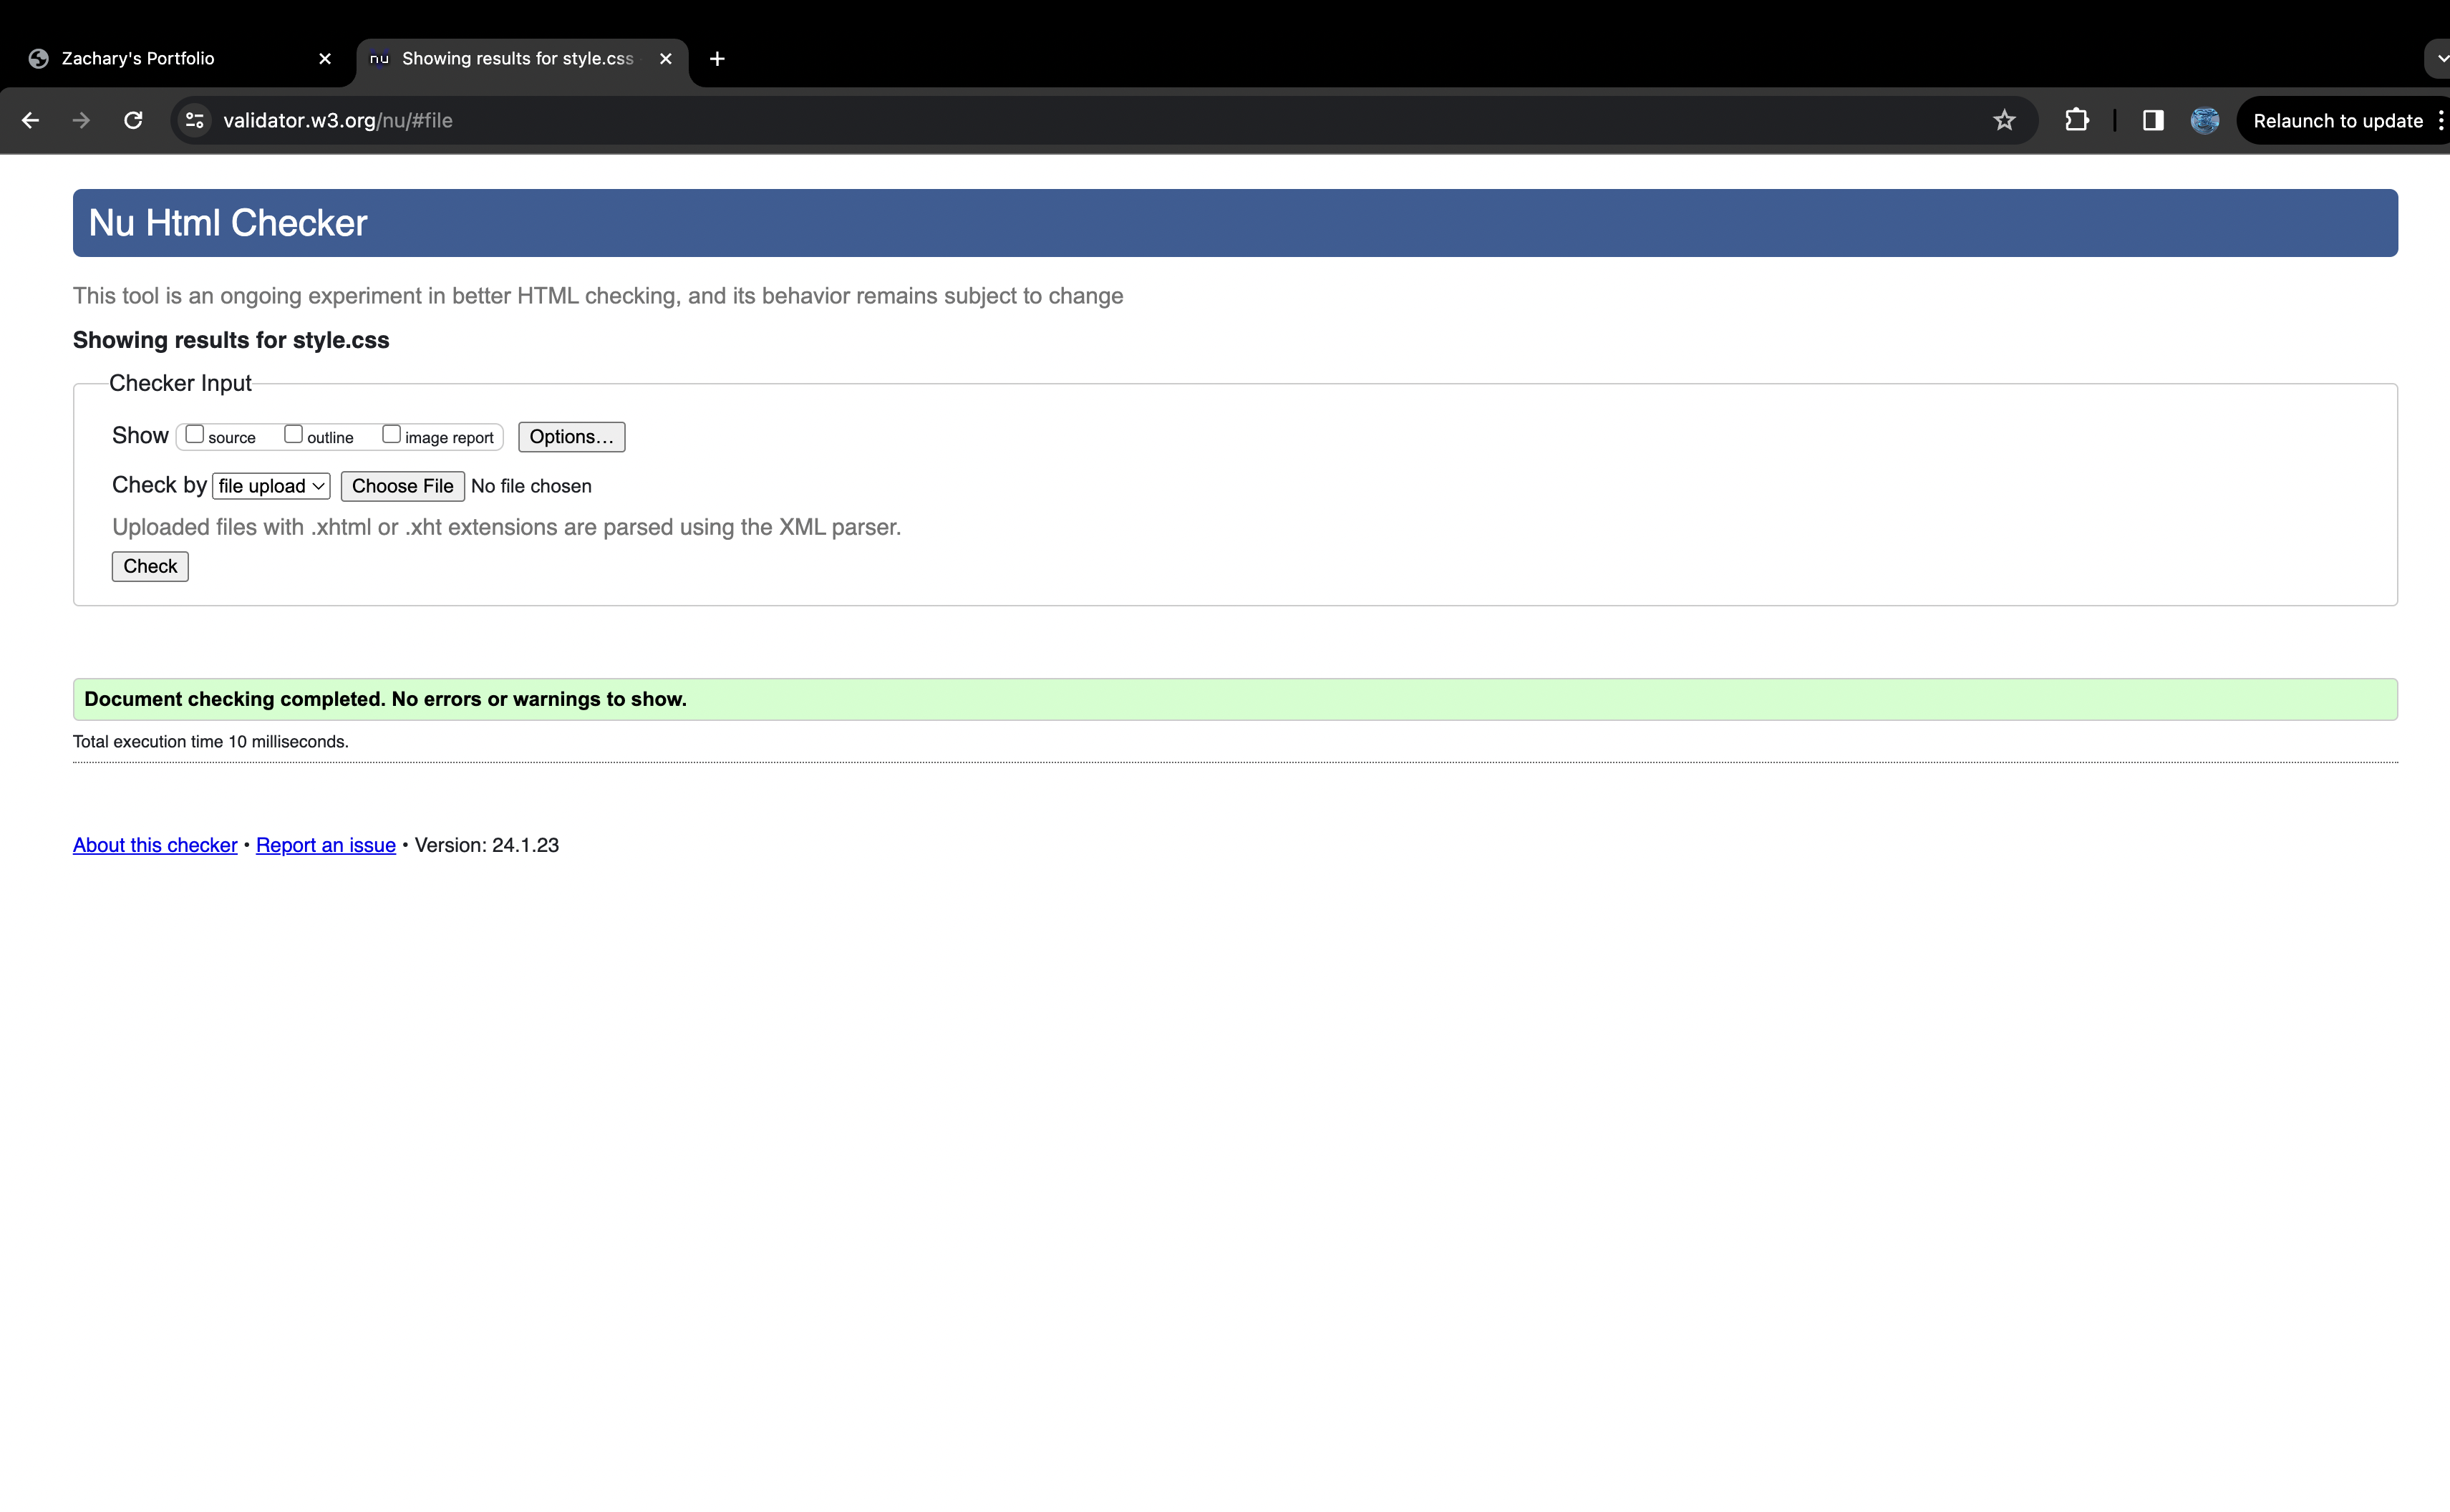 Zachary's Portfolio
nu Showing results for style.css
validator.w3.org/nu/#file
Relaunch to update
Nu Html Checker
This tool is an ongoing experiment in better HTML checking, and its behavior remains subject to change
Showing results for style.css
Checker Input
Show source outline image report Options...
Check by file upload Choose File No file chosen
Uploaded files with .xhtml or .xht extensions are parsed using the XML parser.
Check
Document checking completed. No errors or warnings to show.
Total execution time 10 milliseconds.
About this checker • Report an issue • Version: 24.1.23